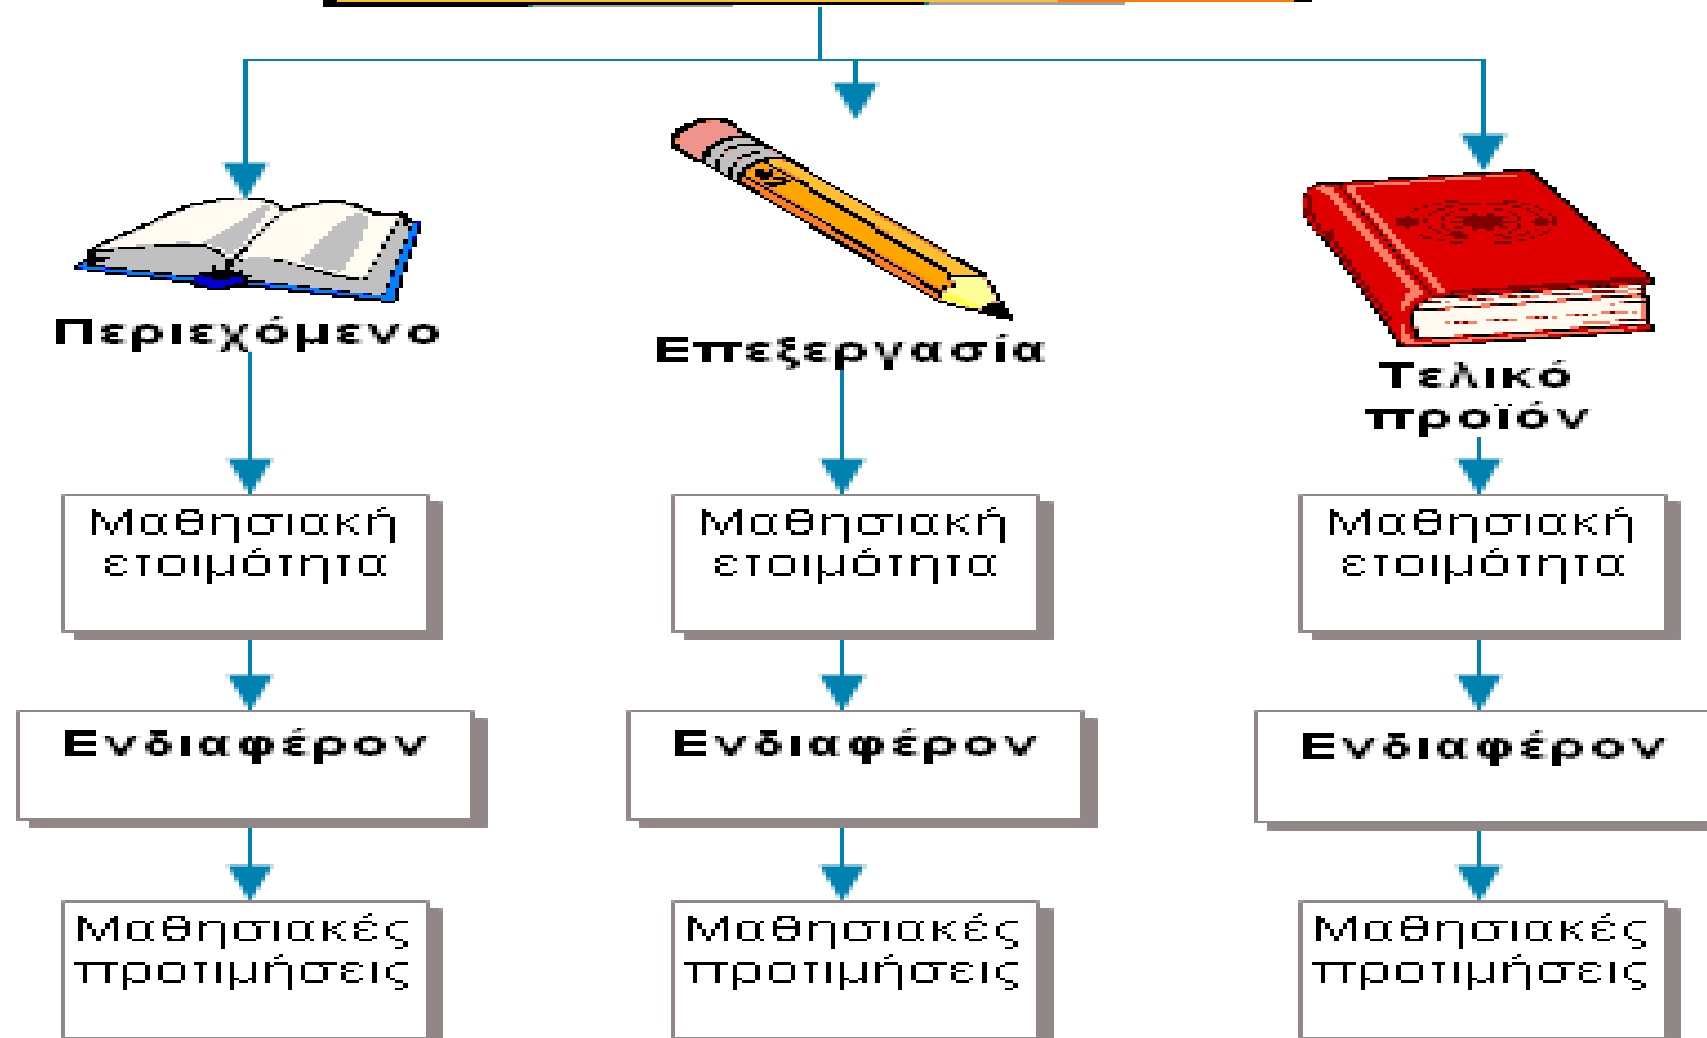 Περιεχόμενο
Επεξεργασία
Τελικό
προϊόν
Μαθησιακή
ετοιμότητα
Μαθησιακή
ετοιμότητα
Μαθησιακή
ετοιμότητα
Ενδιαφέρον
Ενδιαφέρον
Ενδιαφέρον
Μαθησιακές
προτιμήσεις
Μαθησιακές
προτιμήσεις
Μαθησιακές
προτιμήσεις